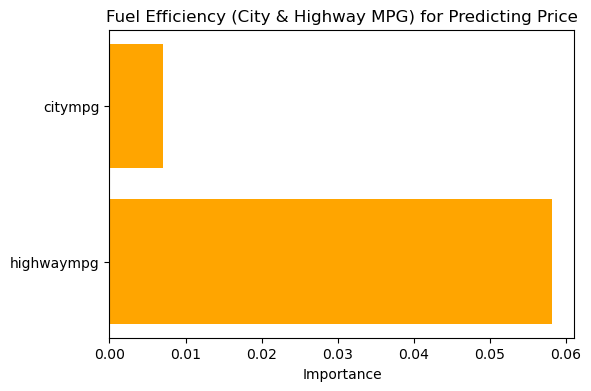 Fuel Efficiency (City & Highway MPG) for Predicting Price
citympg
highwaympg
0.00 0.01 0.02 0.03 0.04 0.05 0.06
Importance